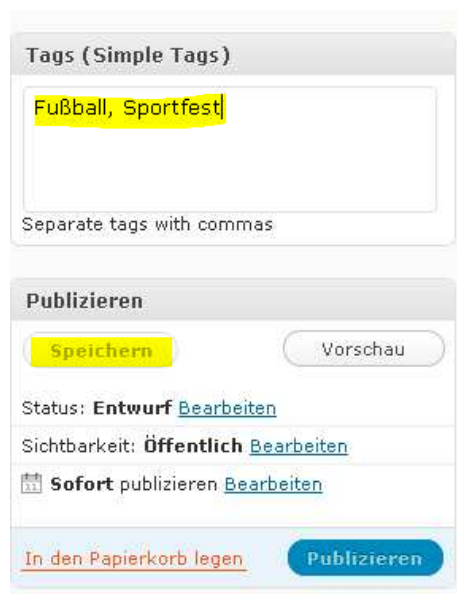 Tags (Simple Tags)
Fußball, Sportfest
Separate tags with commas
Publizieren
Speichern Vorschau
Status: Entwurf Bearbeiten
Sichtbarkeit: Öffentlich Bearbeiten
11 Sofort publizieren Bearbeiten
In den Papierkorb legen Publizieren